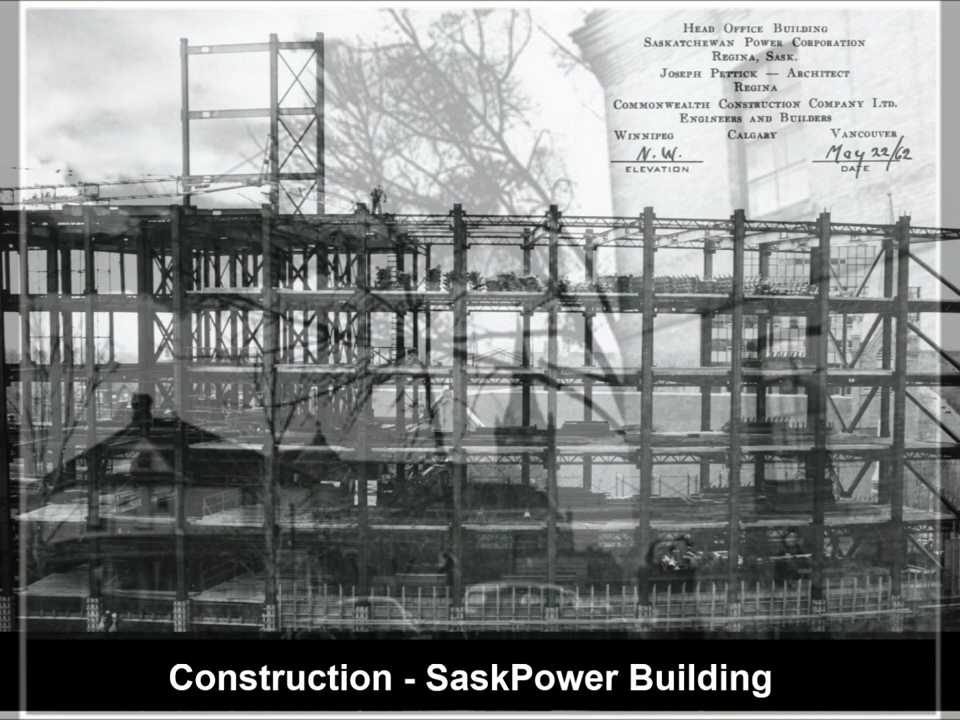 Head Office Building
Saskatchewan Power Corporation
Regina, Sask.
Joseph Pettick — Architect
Regina
Commonwealth Construction Company Ltd.
Engineers and Builders
Winnipeg Calgary Vancouver
N.W. May 22/62
ELEVATION DATE
Construction - SaskPower Building